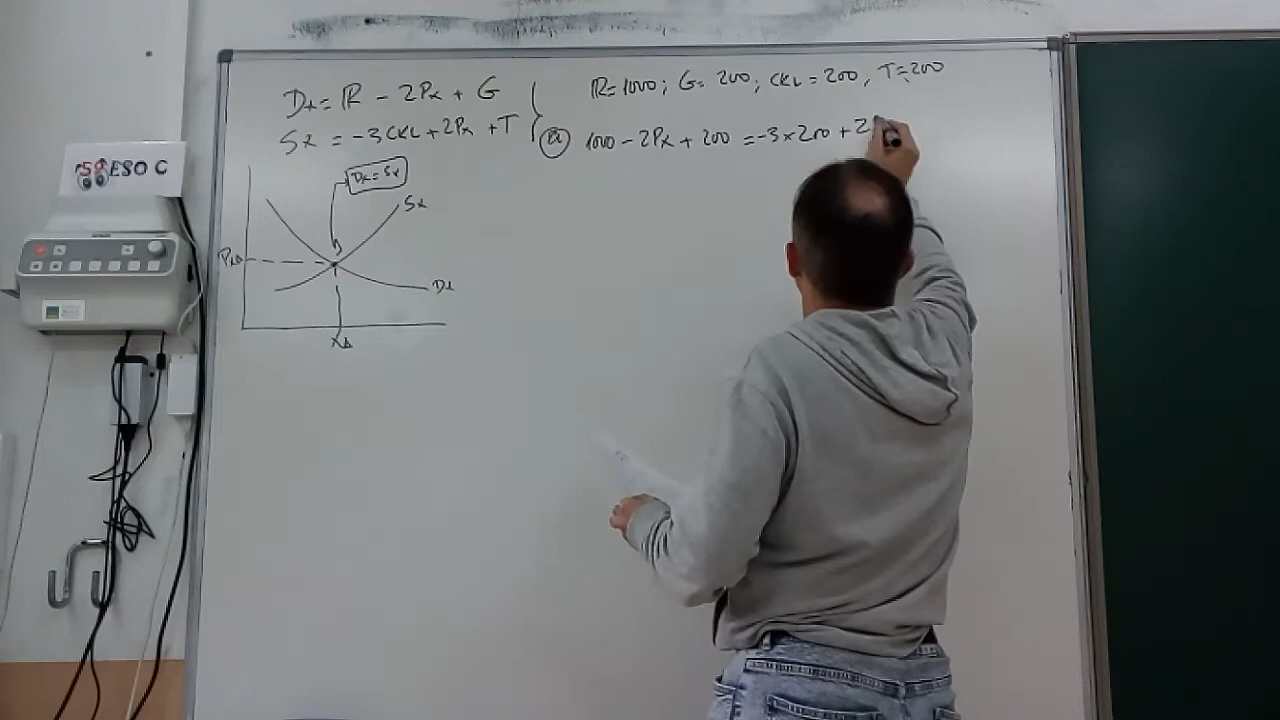 Dx = R - 2Px + G
Sx = -3CKL + 2Px + T
R = 1000 ; G = 200 ; CKL = 200 , T = 200
1000 - 2Px + 200 = -3 x 200 + 2
ESO C
Dx = Sx
Sx
Dx